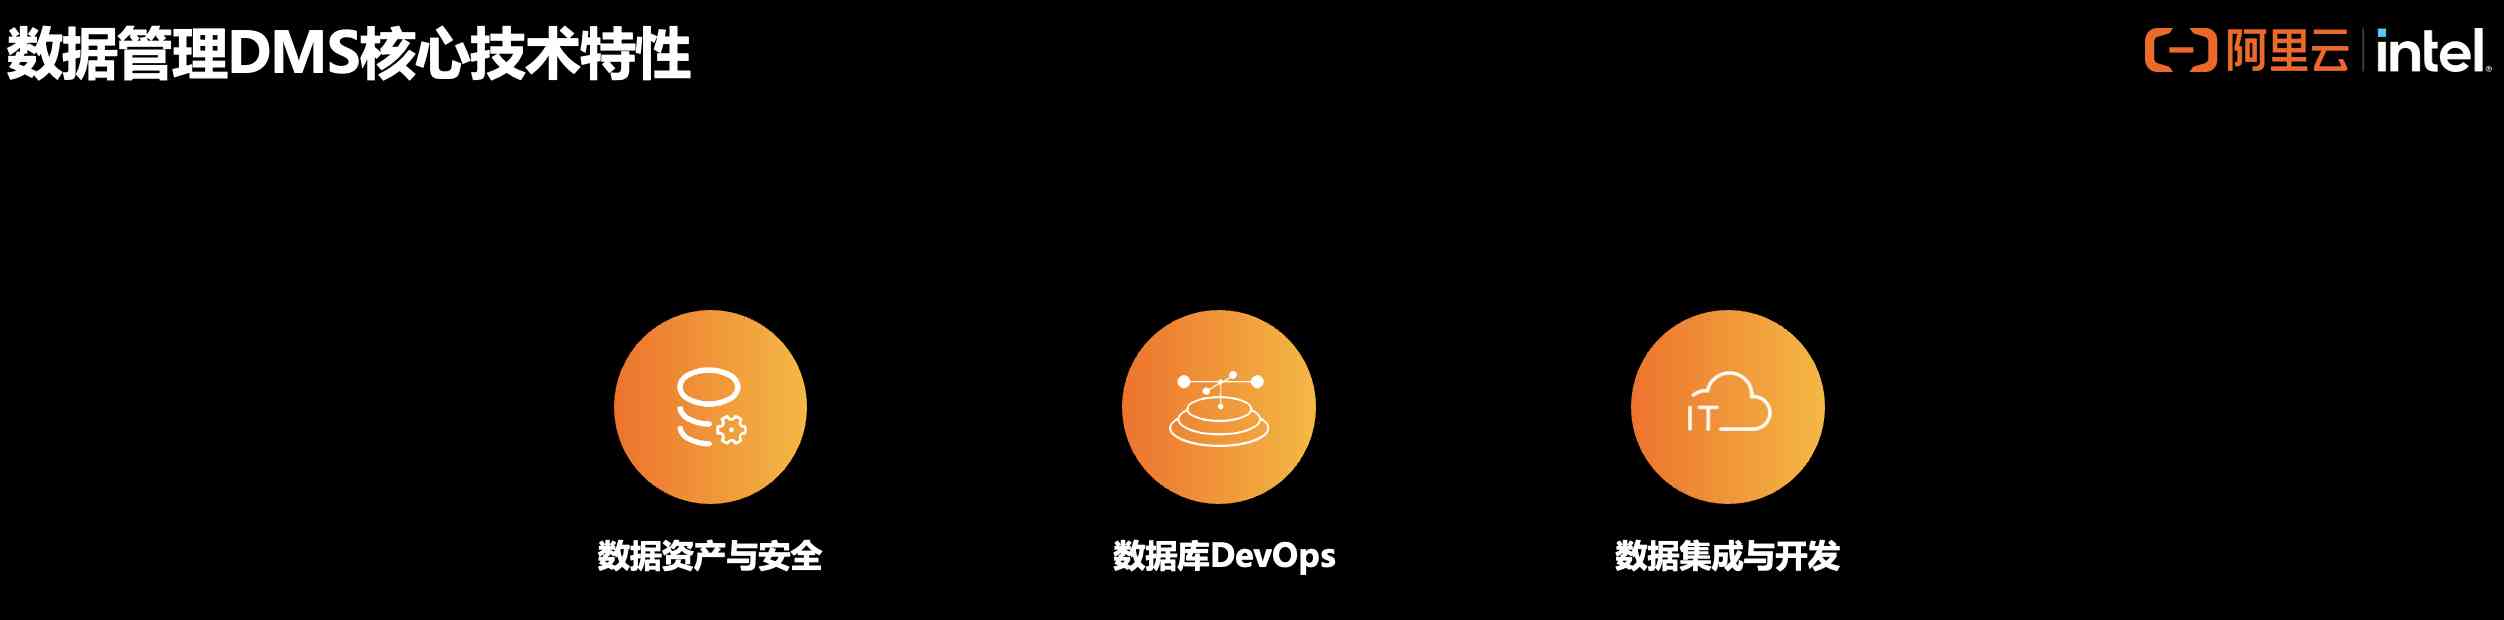 数据管理DMS核心技术特性
阿里云 intel®
IT
数据资产与安全
数据库DevOps
数据集成与开发